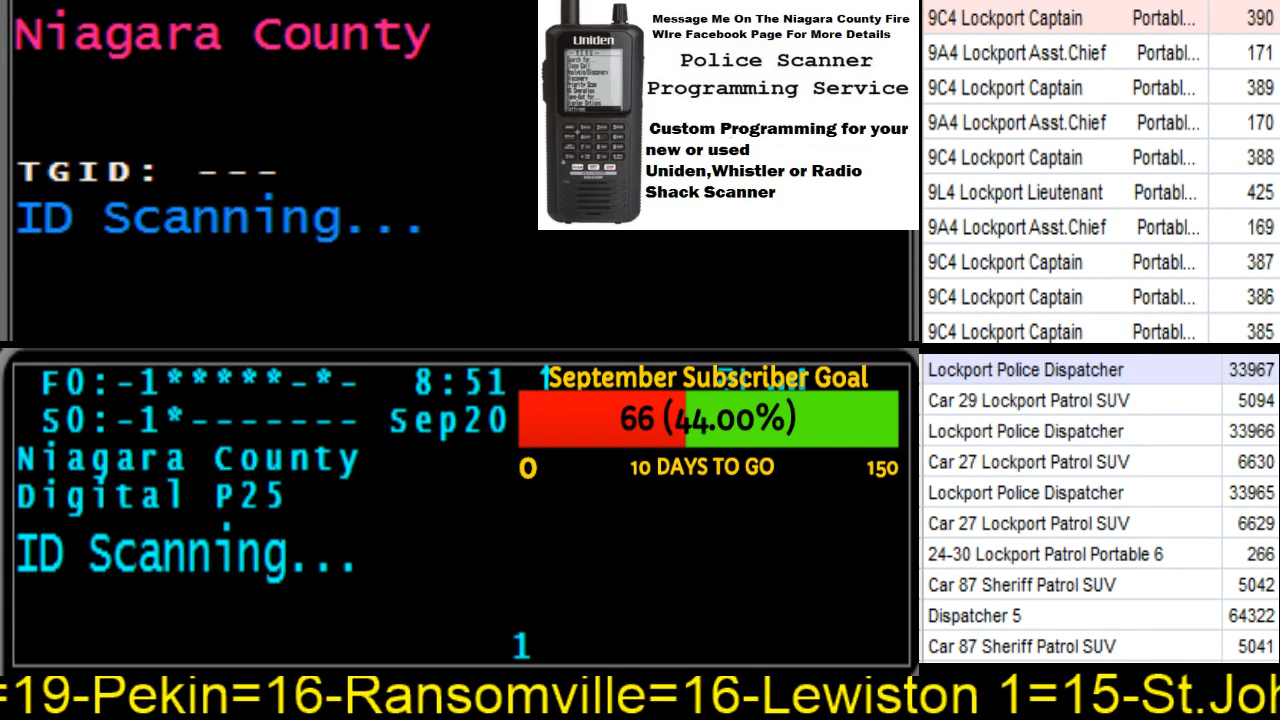 Niagara County
TGID: ---
ID Scanning...
Uniden
Message Me On The Niagara County Fire
WIre Facebook Page For More Details
Police Scanner
Programming Service
Custom Programming for your
new or used
Uniden,Whistler or Radio
Shack Scanner
9C4 Lockport Captain Portabl... 390
9A4 Lockport Asst.Chief Portabl... 171
9C4 Lockport Captain Portabl... 389
9A4 Lockport Asst.Chief Portabl... 170
9C4 Lockport Captain Portabl... 388
9L4 Lockport Lieutenant Portabl... 425
9A4 Lockport Asst.Chief Portabl... 169
9C4 Lockport Captain Portabl... 387
9C4 Lockport Captain Portabl... 386
9C4 Lockport Captain Portabl... 385
F0:-1*****-*- 8:51
S0:-1*------- Sep20
Niagara County
Digital P25
ID Scanning...
1
September Subscriber Goal
66 (44.00%)
0 10 DAYS TO GO 150
Lockport Police Dispatcher 33967
Car 29 Lockport Patrol SUV 5094
Lockport Police Dispatcher 33966
Car 27 Lockport Patrol SUV 6630
Lockport Police Dispatcher 33965
Car 27 Lockport Patrol SUV 6629
24-30 Lockport Patrol Portable 6 266
Car 87 Sheriff Patrol SUV 5042
Dispatcher 5 64322
Car 87 Sheriff Patrol SUV 5041
=19-Pekin=16-Ransomville=16-Lewiston 1=15-St.Joh